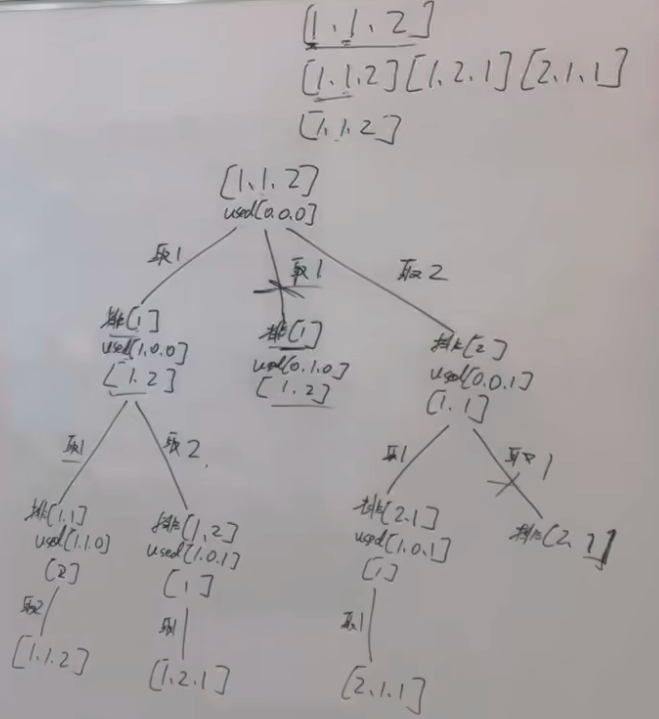 [1、1、2]
[1、1、2][1、2、1][2、1、1]
[1、1、2]
[1、1、2]
used[0、0、0]
取1
取1
取2
排[1]
used[1、0、0]
[1、2]
排[1]
used[0、1、0]
[1、2]
排[2]
used[0、0、1]
[1、1]
取1
取2
取1
取1
排[1、1]
used[1、1、0]
[2]
排[1、2]
used[1、0、1]
[1]
排[2、1]
used[1、0、1]
[1]
排[2、1]
取2
取1
取1
[1、1、2]
[1、2、1]
[2、1、1]